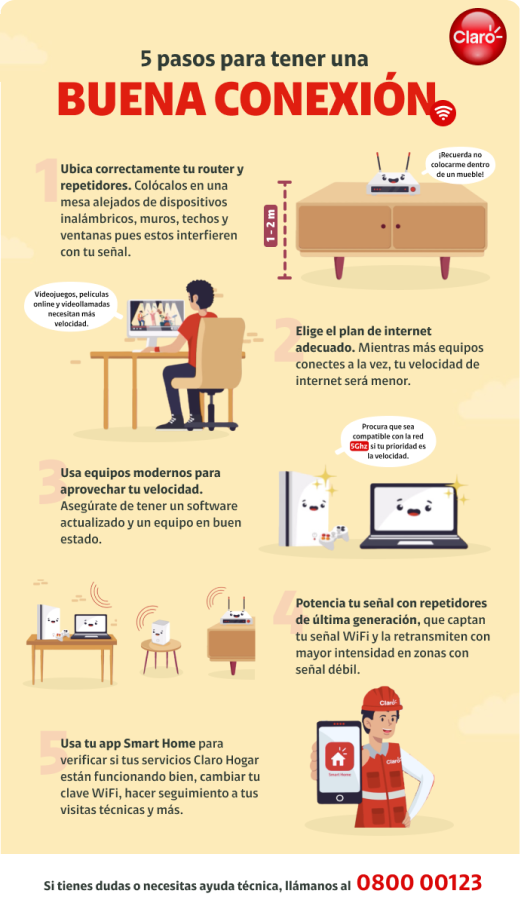 Claro
5 pasos para tener una
BUENA CONEXIÓN
1
Ubica correctamente tu router y
repetidores. Colócalos en una
mesa alejados de dispositivos
inalámbricos, muros, techos y
ventanas pues estos interfieren
con tu señal.
¡Recuerda no
colocarme dentro
de un mueble!
1 - 2 m
Videojuegos, películas
online y videollamadas
necesitan más
velocidad.
2
Elige el plan de internet
adecuado. Mientras más equipos
conectes a la vez, tu velocidad de
internet será menor.
3
Usa equipos modernos para
aprovechar tu velocidad.
Asegúrate de tener un software
actualizado y un equipo en buen
estado.
Procura que sea
compatible con la red
5Ghz si tu prioridad es
la velocidad.
4
Potencia tu señal con repetidores
de última generación, que captan
tu señal WiFi y la retransmiten con
mayor intensidad en zonas con
señal débil.
5
Usa tu app Smart Home para
verificar si tus servicios Claro Hogar
están funcionando bien, cambiar tu
clave WiFi, hacer seguimiento a tus
visitas técnicas y más.
Claro
Smart Home
Claro
Si tienes dudas o necesitas ayuda técnica, llámanos al 0800 00123